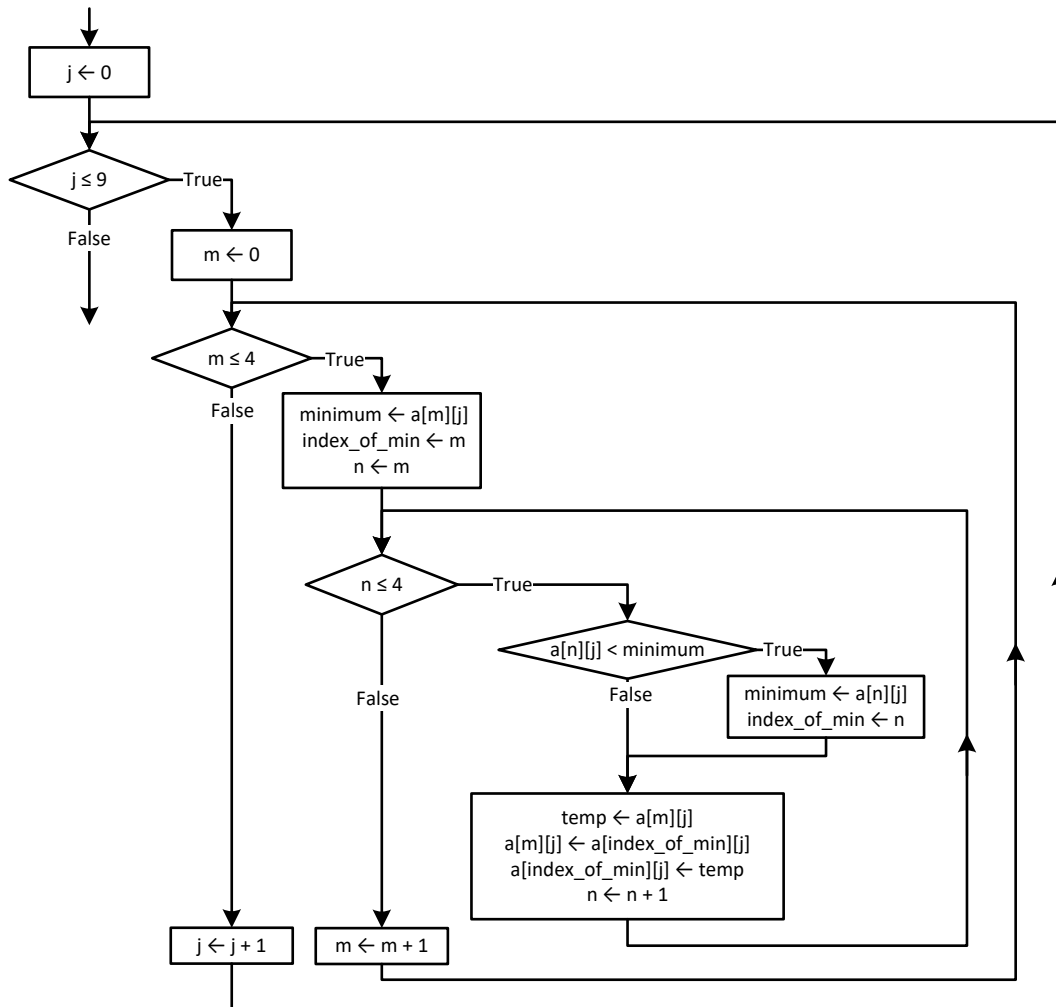 j ← 0
j ≤ 9
True
False
m ← 0
m ≤ 4
True
False
minimum ← a[m][j]
index_of_min ← m
n ← m
n ≤ 4
True
False
a[n][j] < minimum
True
False
minimum ← a[n][j]
index_of_min ← n
temp ← a[m][j]
a[m][j] ← a[index_of_min][j]
a[index_of_min][j] ← temp
n ← n + 1
j ← j + 1
m ← m + 1